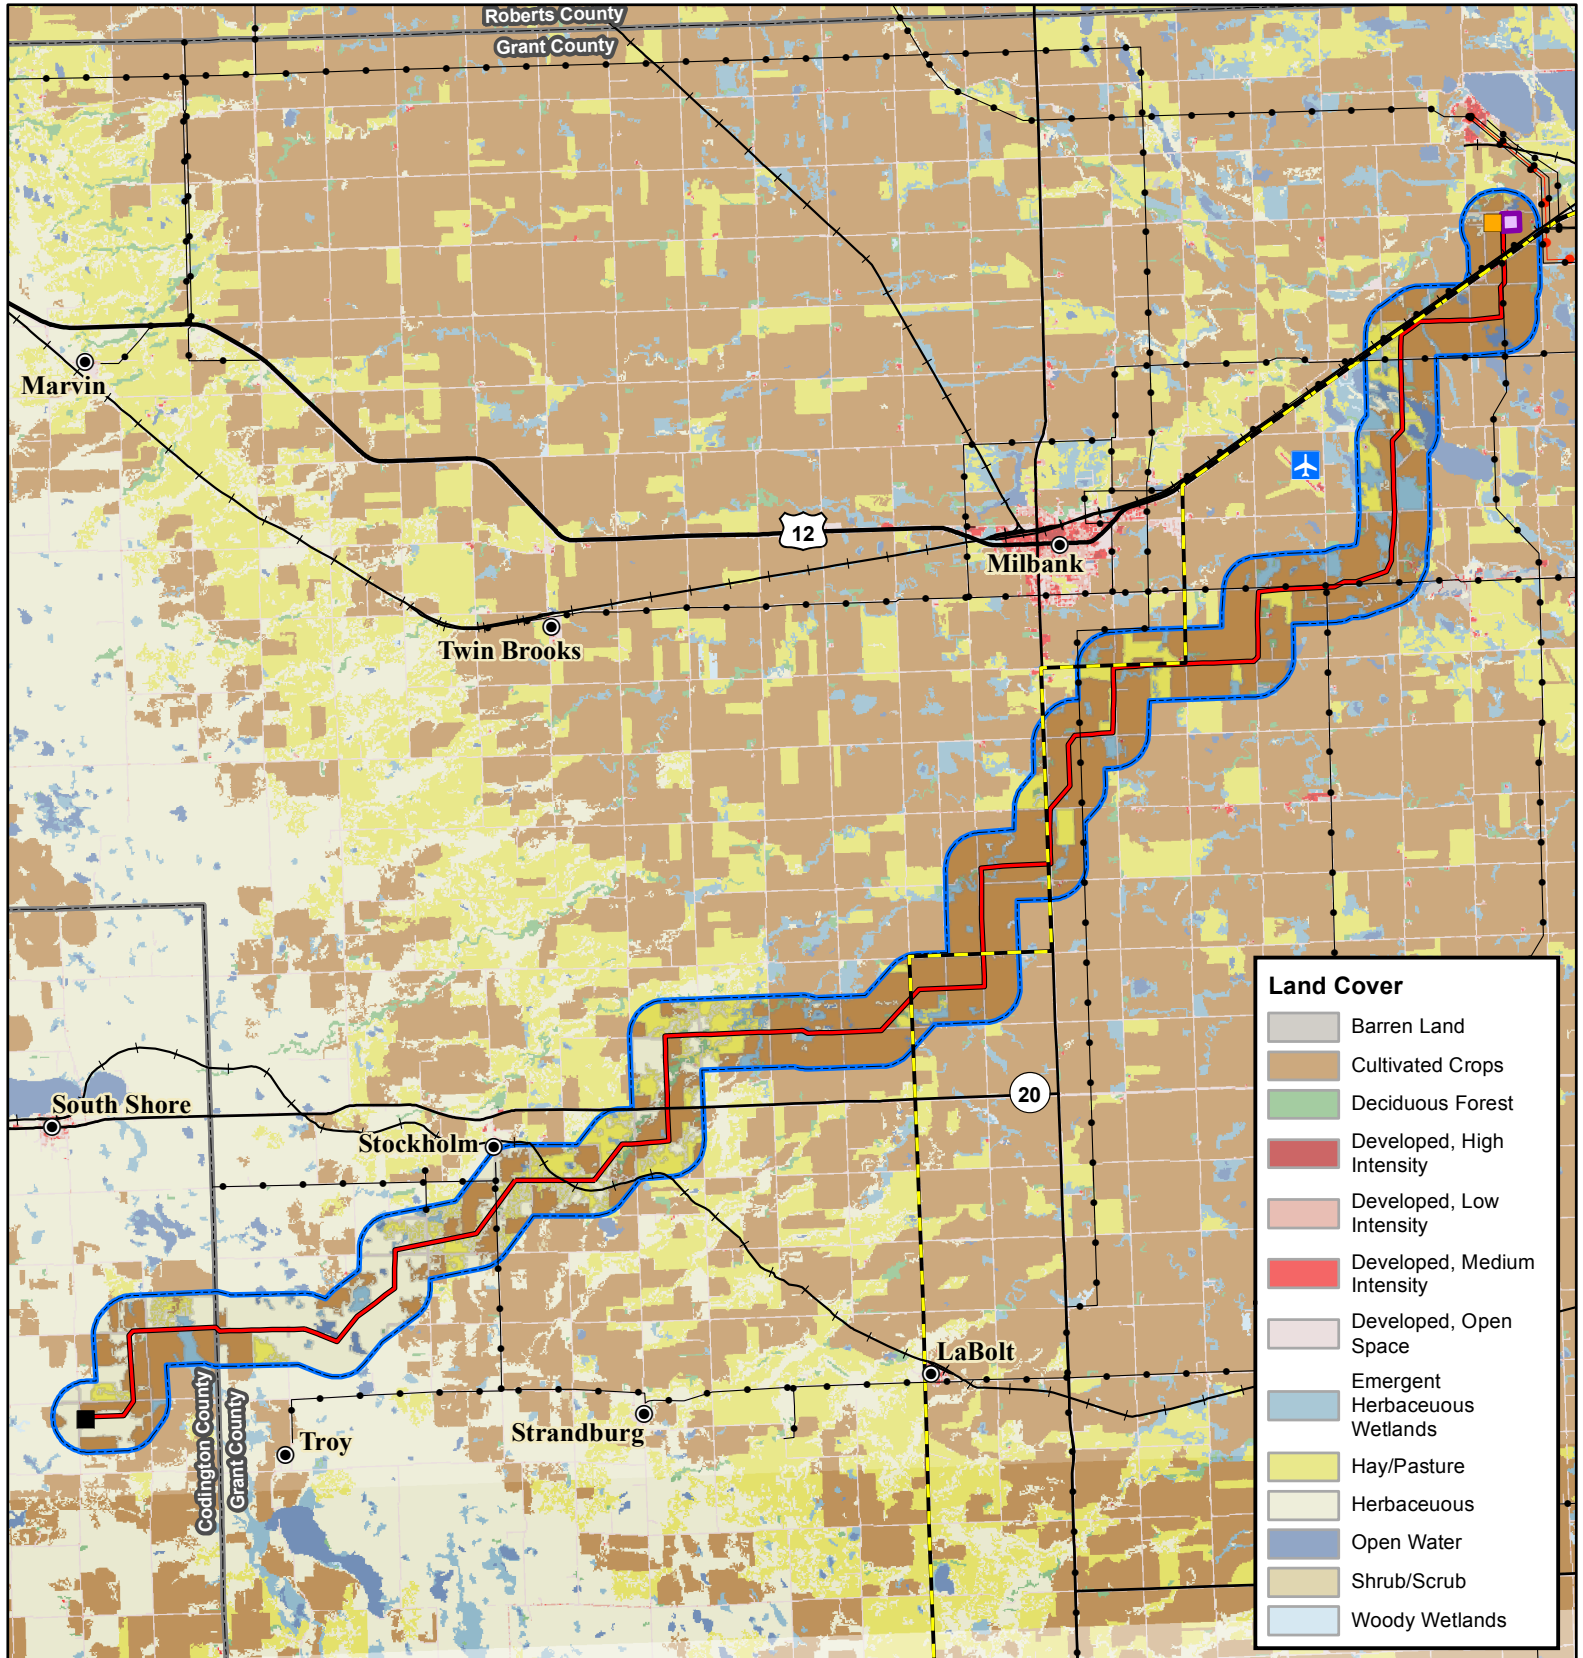 Roberts County
Grant County
Marvin
12
Milbank
Twin Brooks
South Shore
20
Stockholm
LaBolt
Strandburg
Troy
Codington County
Grant County
Land Cover
Barren Land
Cultivated Crops
Deciduous Forest
Developed, High
Intensity
Developed, Low
Intensity
Developed, Medium
Intensity
Developed, Open
Space
Emergent
Herbaceuous
Wetlands
Hay/Pasture
Herbaceuous
Open Water
Shrub/Scrub
Woody Wetlands